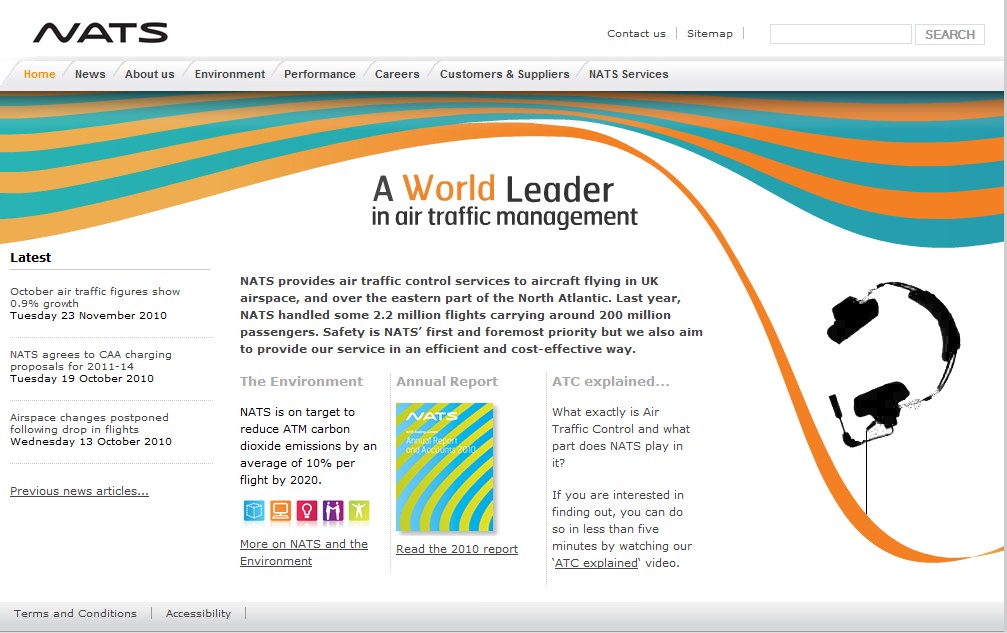 NATS
Contact us
Sitemap
SEARCH
Home
News
About us
Environment
Performance
Careers
Customers & Suppliers
NATS Services
A World Leader
in air traffic management
Latest
October air traffic figures show
0.9% growth
Tuesday 23 November 2010
NATS agrees to CAA charging
proposals for 2011-14
Tuesday 19 October 2010
Airspace changes postponed
following drop in flights
Wednesday 13 October 2010
Previous news articles...
NATS provides air traffic control services to aircraft flying in UK
airspace, and over the eastern part of the North Atlantic. Last year,
NATS handled some 2.2 million flights carrying around 200 million
passengers. Safety is NATS’ first and foremost priority but we also aim
to provide our service in an efficient and cost-effective way.
The Environment
NATS is on target to
reduce ATM carbon
dioxide emissions by an
average of 10% per
flight by 2020.
More on NATS and the
Environment
Annual Report
NATS
Annual Report
and Accounts 2010
Read the 2010 report
ATC explained...
What exactly is Air
Traffic Control and what
part does NATS play in
it?
If you are interested in
finding out, you can do
so in less than five
minutes by watching our
‘ATC explained‘ video.
Terms and Conditions
Accessibility